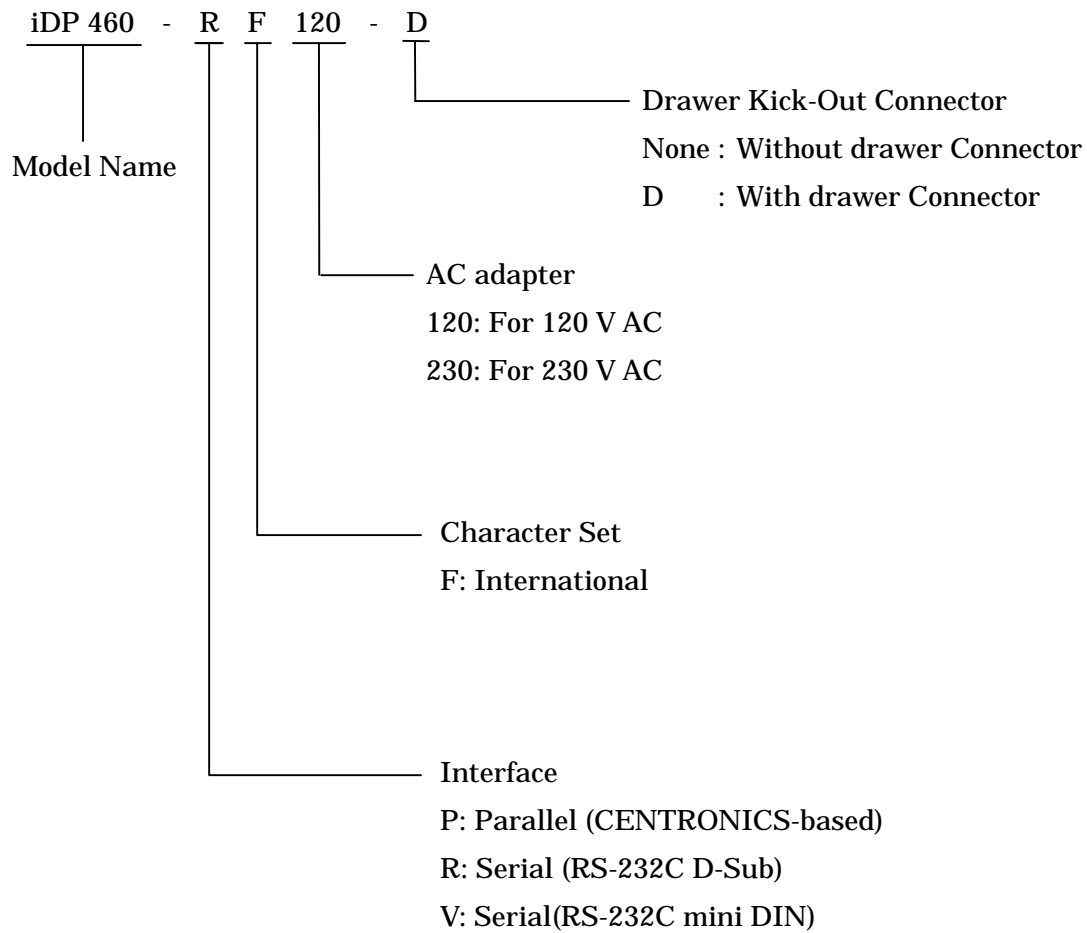 iDP 460 - R F 120 - D
Drawer Kick-Out Connector
None : Without drawer Connector
D : With drawer Connector
Model Name
AC adapter
120: For 120 V AC
230: For 230 V AC
Character Set
F: International
Interface
P: Parallel (CENTRONICS-based)
R: Serial (RS-232C D-Sub)
V: Serial(RS-232C mini DIN)